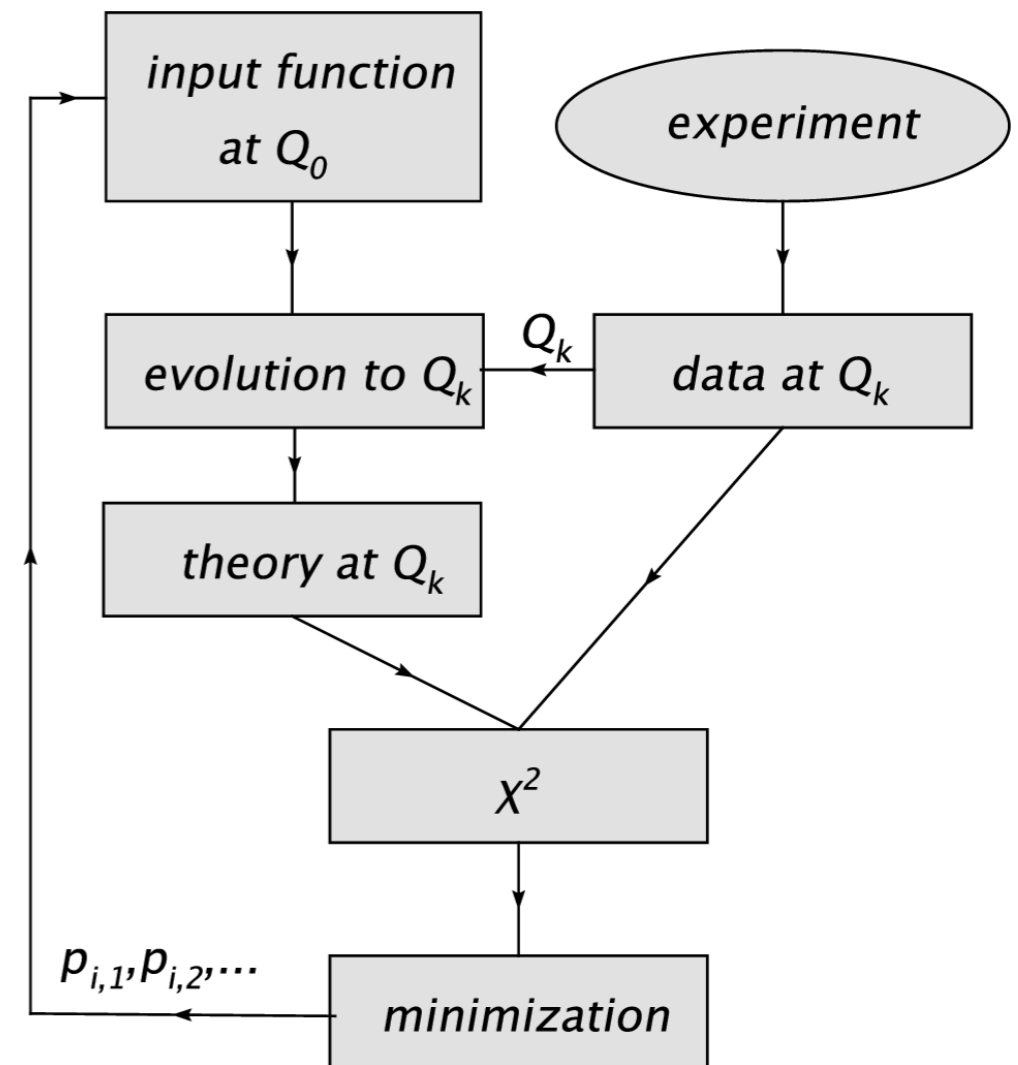 input function
at Q₀
experiment
Qₖ
evolution to Qₖ
data at Qₖ
theory at Qₖ
χ²
pᵢ,₁,pᵢ,₂,...
minimization